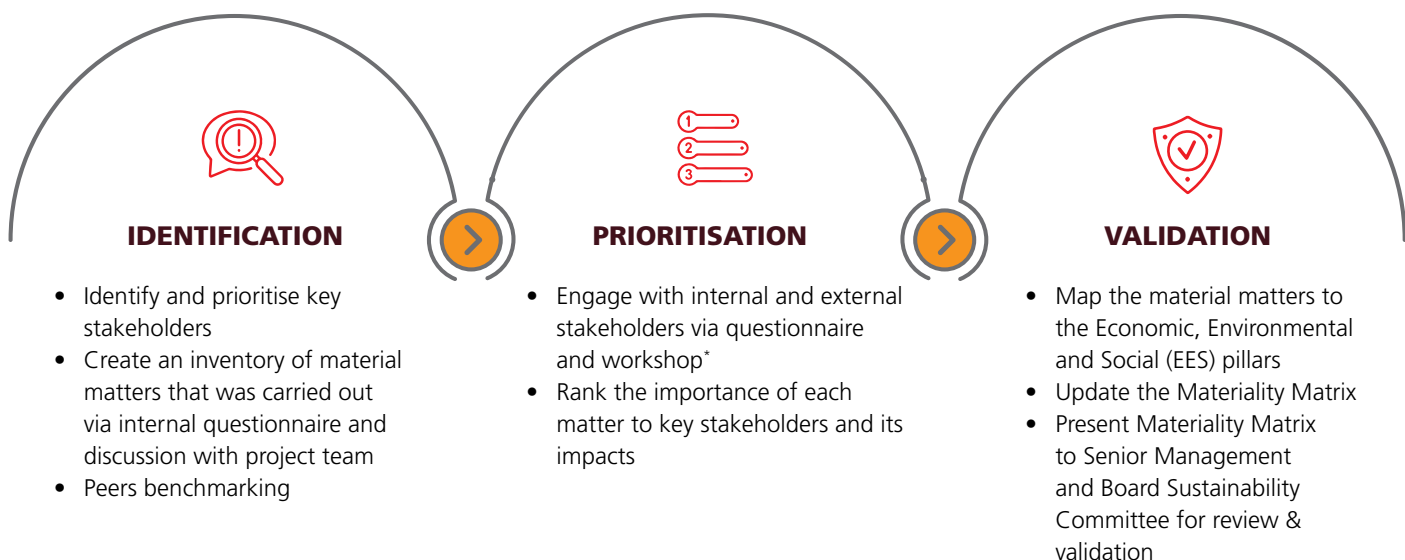 1
2
3
IDENTIFICATION
• Identify and prioritise key
stakeholders
• Create an inventory of material
matters that was carried out
via internal questionnaire and
discussion with project team
• Peers benchmarking
PRIORITISATION
• Engage with internal and external
stakeholders via questionnaire
and workshop*
• Rank the importance of each
matter to key stakeholders and its
impacts
VALIDATION
• Map the material matters to
the Economic, Environmental
and Social (EES) pillars
• Update the Materiality Matrix
• Present Materiality Matrix
to Senior Management
and Board Sustainability
Committee for review &
validation